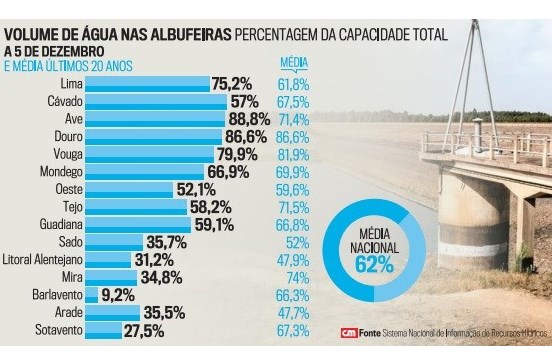 VOLUME DE ÁGUA NAS ALBUFEIRAS PERCENTAGEM DA CAPACIDADE TOTAL
A 5 DE DEZEMBRO
E MÉDIA ÚLTIMOS 20 ANOS MÉDIA
Lima 75,2% 61,8%
Cávado 57% 67,5%
Ave 88,8% 71,4%
Douro 86,6% 86,6%
Vouga 79,9% 81,9%
Mondego 66,9% 69,9%
Oeste 52,1% 59,6%
Tejo 58,2% 71,5%
Guadiana 59,1% 66,8%
Sado 35,7% 52%
Litoral Alentejano 31,2% 47,9%
Mira 34,8% 74%
Barlavento 9,2% 66,3%
Arade 35,5% 47,7%
Sotavento 27,5% 67,3%
MÉDIA
NACIONAL
62%
cm Fonte Sistema Nacional de Informação de Recursos Hídricos